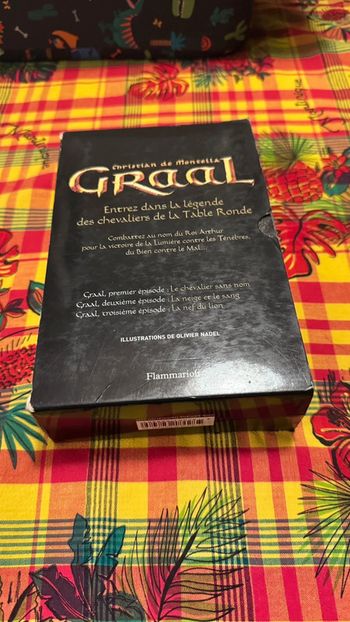 Christian de Montella
Graal
Entrez dans la légende
des chevaliers de la Table Ronde
Combattez au nom du Roi Arthur
pour la victoire de la Lumière contre les Ténèbres,
du Bien contre le Mal...
Graal, premier épisode : Le chevalier sans nom
Graal, deuxième épisode : La neige et le sang
Graal, troisième épisode : La nef du lion
ILLUSTRATIONS DE OLIVIER NADEL
Flammarion